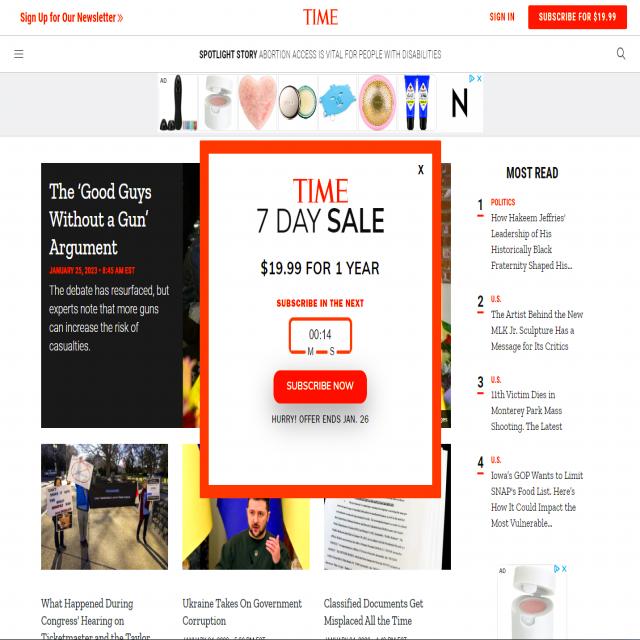 Sign Up for Our Newsletter »
TIME
SIGN IN
SUBSCRIBE FOR $19.99
SPOTLIGHT STORY ABORTION ACCESS IS VITAL FOR PEOPLE WITH DISABILITIES
AD
N
The 'Good Guys
Without a Gun'
Argument
JANUARY 25, 2023 • 8:45 AM EST
The debate has resurfaced, but
experts note that more guns
can increase the risk of
casualties.
X
TIME
7 DAY SALE
$19.99 FOR 1 YEAR
SUBSCRIBE IN THE NEXT
00:14
M S
SUBSCRIBE NOW
HURRY! OFFER ENDS JAN. 26
MOST READ
1
POLITICS
How Hakeem Jeffries'
Leadership of His
Historically Black
Fraternity Shaped His...
2
U.S.
The Artist Behind the New
MLK Jr. Sculpture Has a
Message for Its Critics
3
U.S.
11th Victim Dies in
Monterey Park Mass
Shooting. The Latest
4
U.S.
Iowa's GOP Wants to Limit
SNAP's Food List. Here's
How It Could Impact the
Most Vulnerable...
AD
What Happened During
Congress' Hearing on
Ticketmaster and the Taylor
Ukraine Takes On Government
Corruption
Classified Documents Get
Misplaced All the Time